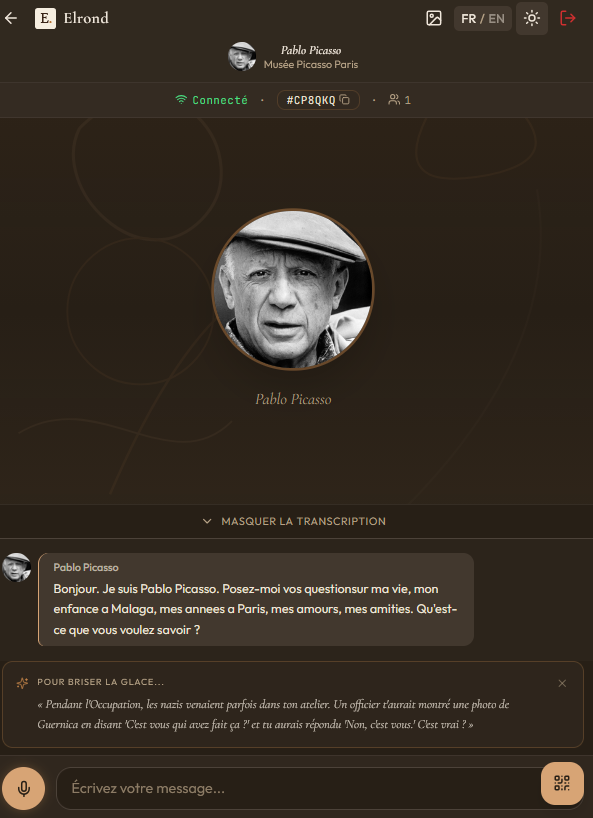 E. Elrond
FR / EN
Pablo Picasso
Musée Picasso Paris
Connecté · #CP8QKQ · 1
Pablo Picasso
MASQUER LA TRANSCRIPTION
Pablo Picasso
Bonjour. Je suis Pablo Picasso. Posez-moi vos questionsur ma vie, mon
enfance a Malaga, mes annees a Paris, mes amours, mes amities. Qu'est-
ce que vous voulez savoir ?
POUR BRISER LA GLACE...
« Pendant l'Occupation, les nazis venaient parfois dans ton atelier. Un officier t'aurait montré une photo de
Guernica en disant 'C'est vous qui avez fait ça ?' et tu aurais répondu 'Non, c'est vous.' C'est vrai ? »
Écrivez votre message...